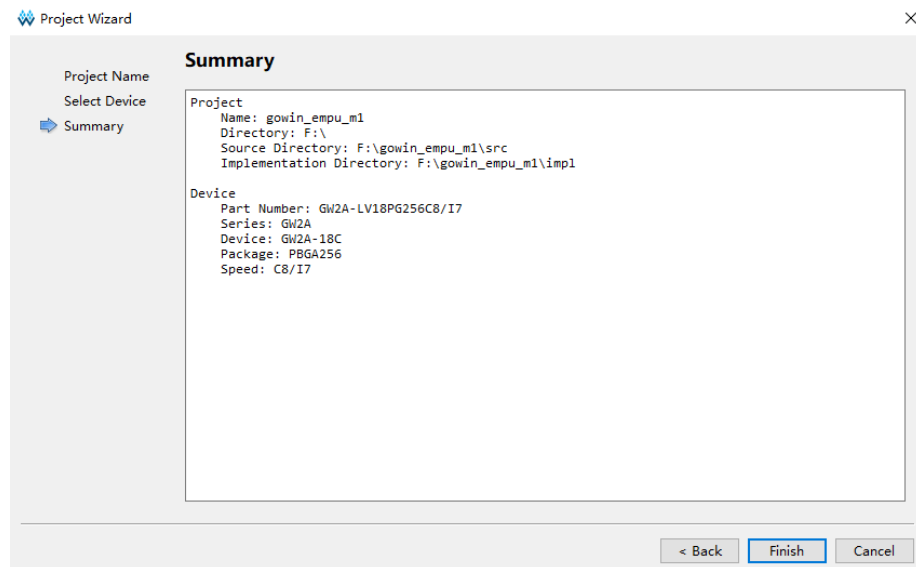 Project Wizard
Project Name
Select Device
Summary
Summary
Project
Name: gowin_empu_m1
Directory: F:\
Source Directory: F:\gowin_empu_m1\src
Implementation Directory: F:\gowin_empu_m1\impl
Device
Part Number: GW2A-LV18PG256C8/I7
Series: GW2A
Device: GW2A-18C
Package: PBGA256
Speed: C8/I7
< Back
Finish
Cancel